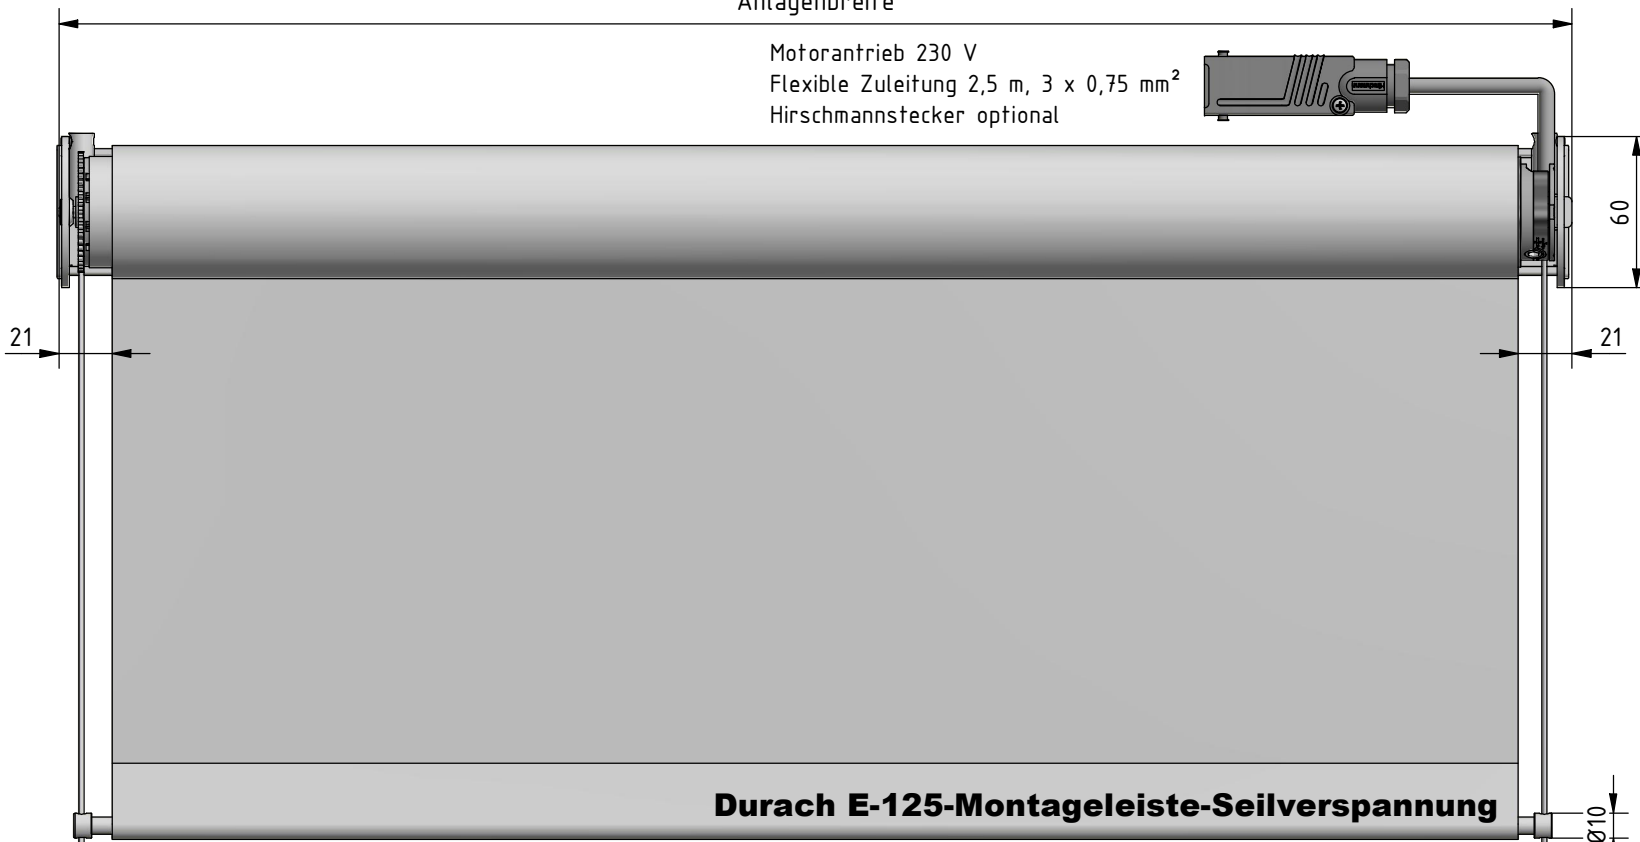 Anlagenbreite
Motorantrieb 230 V
Flexible Zuleitung 2,5 m, 3 x 0,75 mm²
Hirschmannstecker optional
60
21
21
Durach E-125-Montageleiste-Seilverspannung
Ø10